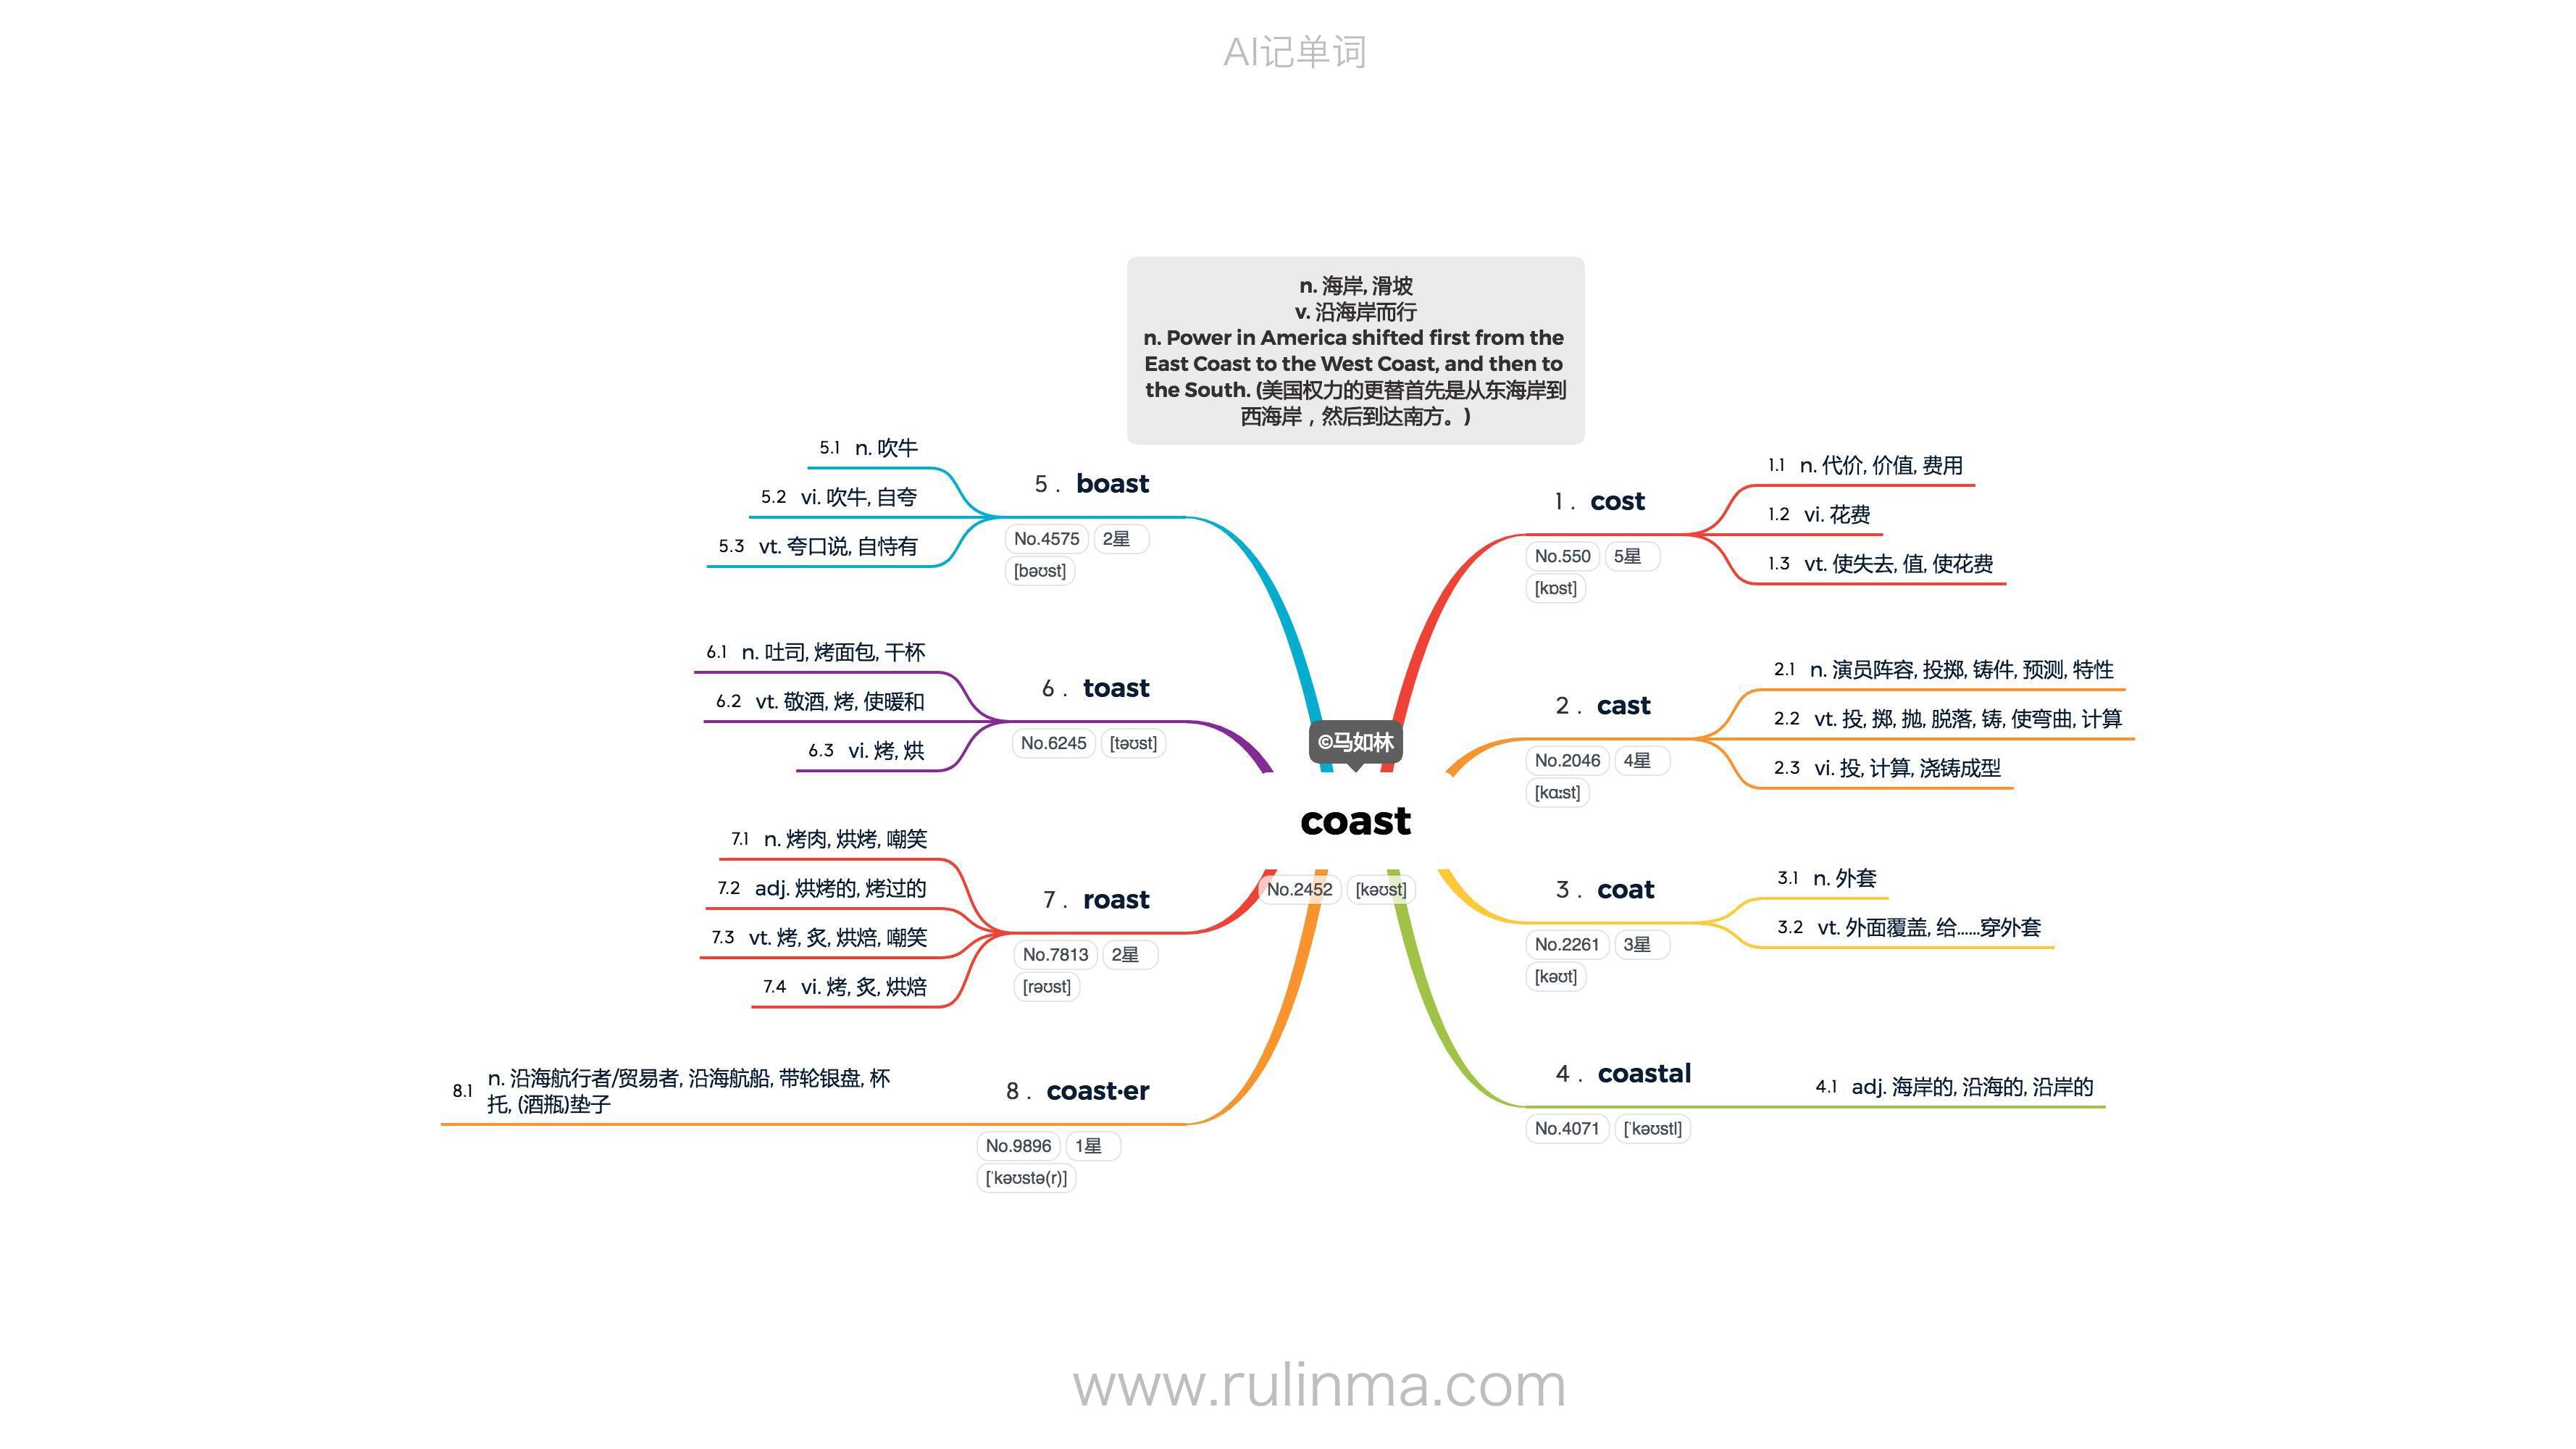 AI记单词
n. 海岸, 滑坡
v. 沿海岸而行
n. Power in America shifted first from the
East Coast to the West Coast, and then to
the South. (美国权力的更替首先是从东海岸到
西海岸，然后到达南方。)
©马如林
coast
No.2452 [kəʊst]
1. cost
No.550 5星
[kɒst]
1.1 n. 代价, 价值, 费用
1.2 vi. 花费
1.3 vt. 使失去, 值, 使花费
2. cast
No.2046 4星
[kɑːst]
2.1 n. 演员阵容, 投掷, 铸件, 预测, 特性
2.2 vt. 投, 掷, 抛, 脱落, 铸, 使弯曲, 计算
2.3 vi. 投, 计算, 浇铸成型
3. coat
No.2261 3星
[kəʊt]
3.1 n. 外套
3.2 vt. 外面覆盖, 给……穿外套
4. coastal
No.4071 [ˈkəʊstl]
4.1 adj. 海岸的, 沿海的, 沿岸的
5. boast
No.4575 2星
[bəʊst]
5.1 n. 吹牛
5.2 vi. 吹牛, 自夸
5.3 vt. 夸口说, 自恃有
6. toast
No.6245 [təʊst]
6.1 n. 吐司, 烤面包, 干杯
6.2 vt. 敬酒, 烤, 使暖和
6.3 vi. 烤, 烘
7. roast
No.7813 2星
[rəʊst]
7.1 n. 烤肉, 烘烤, 嘲笑
7.2 adj. 烘烤的, 烤过的
7.3 vt. 烤, 炙, 烘焙, 嘲笑
7.4 vi. 烤, 炙, 烘焙
8. coast·er
No.9896 1星
[ˈkəʊstə(r)]
8.1 n. 沿海航行者/贸易者, 沿海航船, 带轮银盘, 杯
托, (酒瓶)垫子
www.rulinma.com